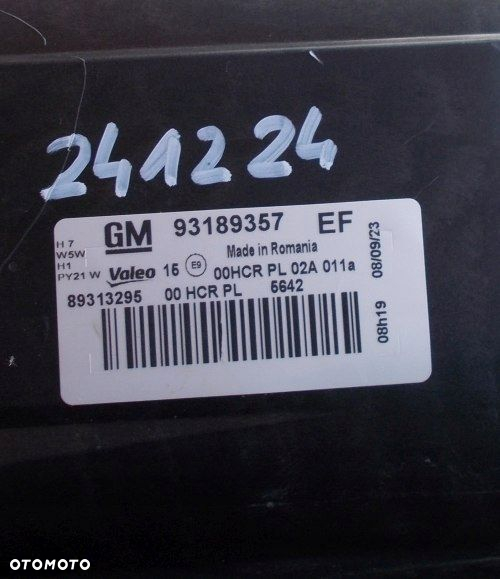 241224
H 7
W5W
H1
PY21 W
GM 93189357 EF
Made in Romania
Valeo 15 E9 00HCR PL 02A 011a
89313295 00 HCR PL 5642
08h19 08/09/23
OTOMOTO